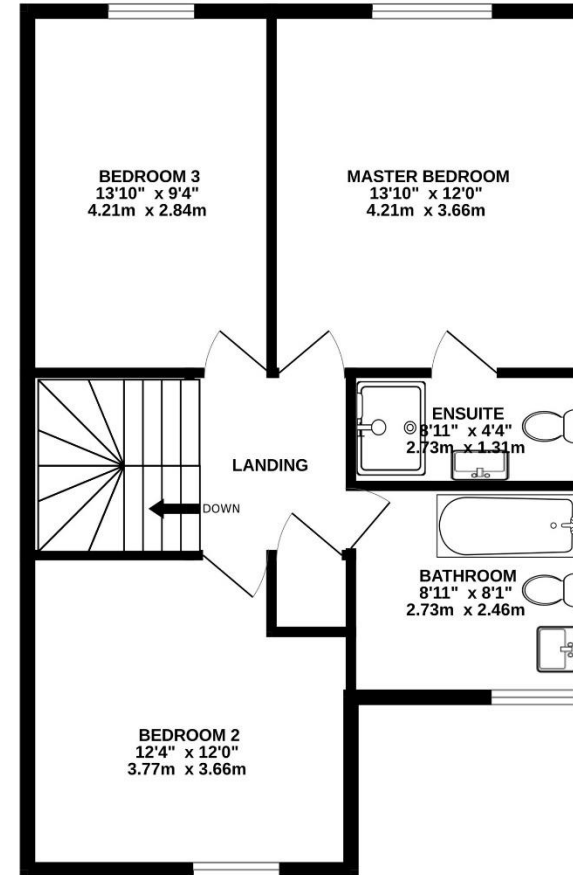 BEDROOM 3
13'10" x 9'4"
4.21m x 2.84m
MASTER BEDROOM
13'10" x 12'0"
4.21m x 3.66m
ENSUITE
8'11" x 4'4"
2.73m x 1.31m
LANDING
DOWN
BATHROOM
8'11" x 8'1"
2.73m x 2.46m
BEDROOM 2
12'4" x 12'0"
3.77m x 3.66m